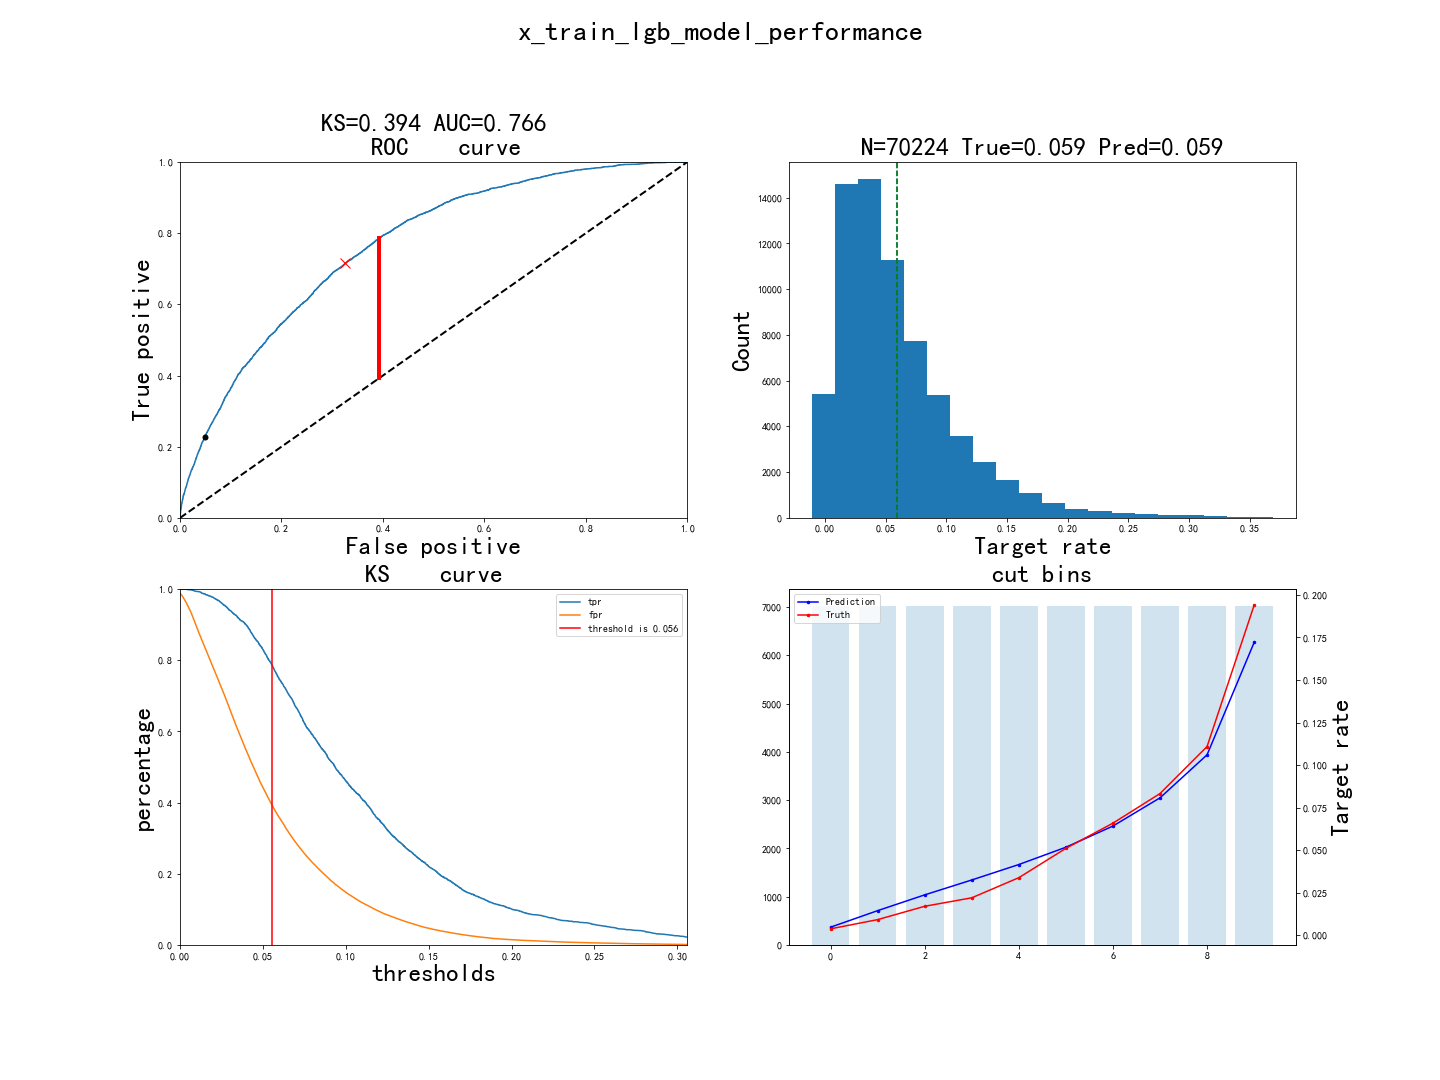 x_train_lgb_model_performance
KS=0.394 AUC=0.766
ROC curve
1.0
0.8
0.6
0.4
0.2
0.0
True positive
0.0 0.2 0.4 0.6 0.8 1.0
False positive
N=70224 True=0.059 Pred=0.059
14000
12000
10000
8000
6000
4000
2000
0
Count
0.00 0.05 0.10 0.15 0.20 0.25 0.30 0.35
Target rate
KS curve
tpr
fpr
threshold is 0.056
1.0
0.8
0.6
0.4
0.2
0.0
percentage
0.00 0.05 0.10 0.15 0.20 0.25 0.30
thresholds
cut bins
Prediction
Truth
7000
6000
5000
4000
3000
2000
1000
0
0 2 4 6 8
0.200
0.175
0.150
0.125
0.100
0.075
0.050
0.025
0.000
Target rate